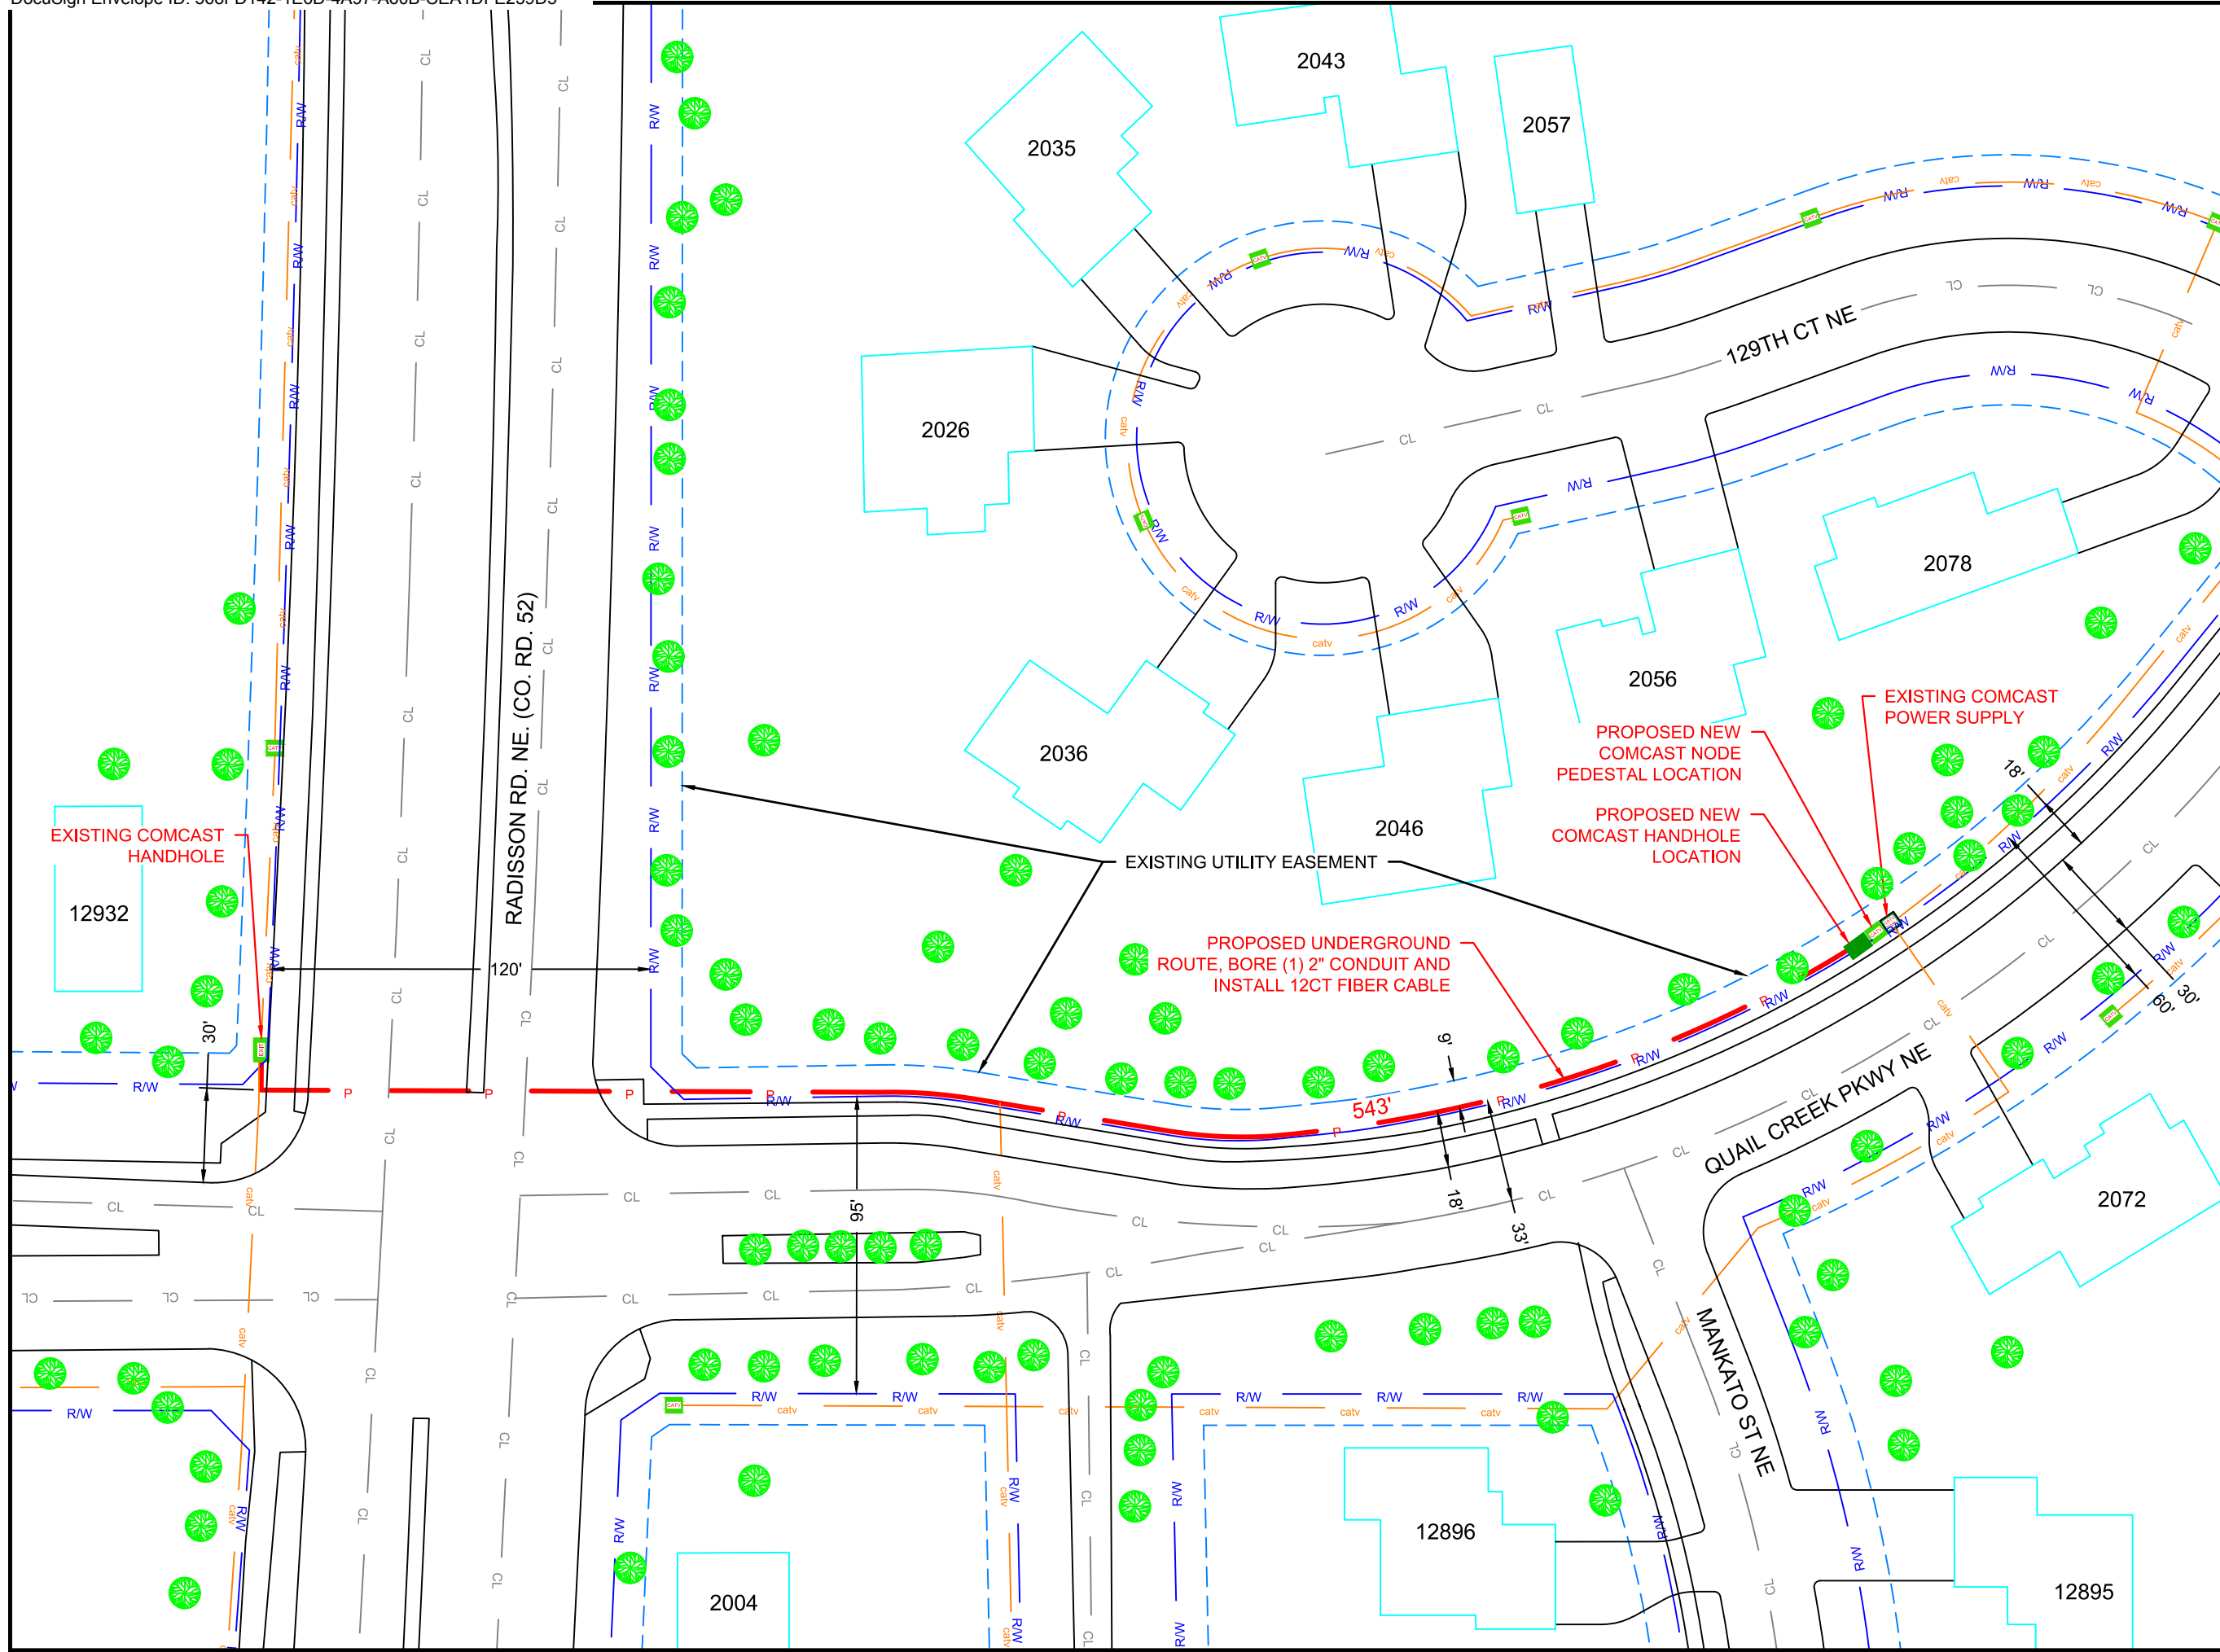 2043
2057
2035
129TH CT NE
2026
RADISSON RD. NE. (CO. RD. 52)
2078
2056
EXISTING COMCAST
POWER SUPPLY
PROPOSED NEW
COMCAST NODE
PEDESTAL LOCATION
2036
18'
PROPOSED NEW
COMCAST HANDHOLE
LOCATION
2046
EXISTING COMCAST
HANDHOLE
EXISTING UTILITY EASEMENT
12932
PROPOSED UNDERGROUND
ROUTE, BORE (1) 2" CONDUIT AND
INSTALL 12CT FIBER CABLE
120'
30'
60'
30'
9'
543'
QUAIL CREEK PKWY NE
18'
33'
95'
2072
MANKATO ST NE
12896
12895
2004
CL
R/W
catv
CATV
P